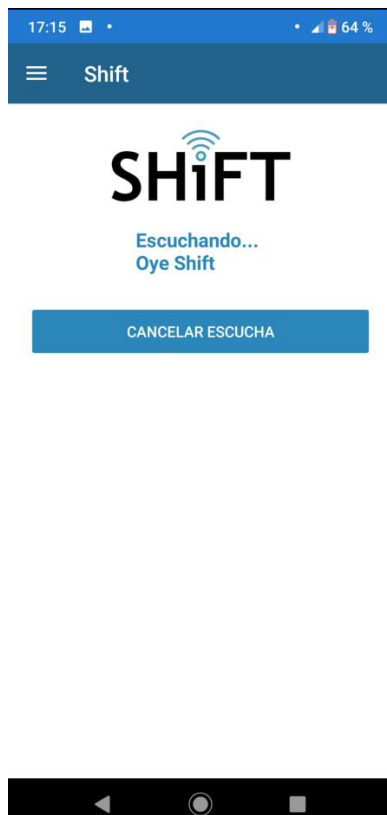 17:15
64 %
Shift
SHiFT
Escuchando...
Oye Shift
CANCELAR ESCUCHA